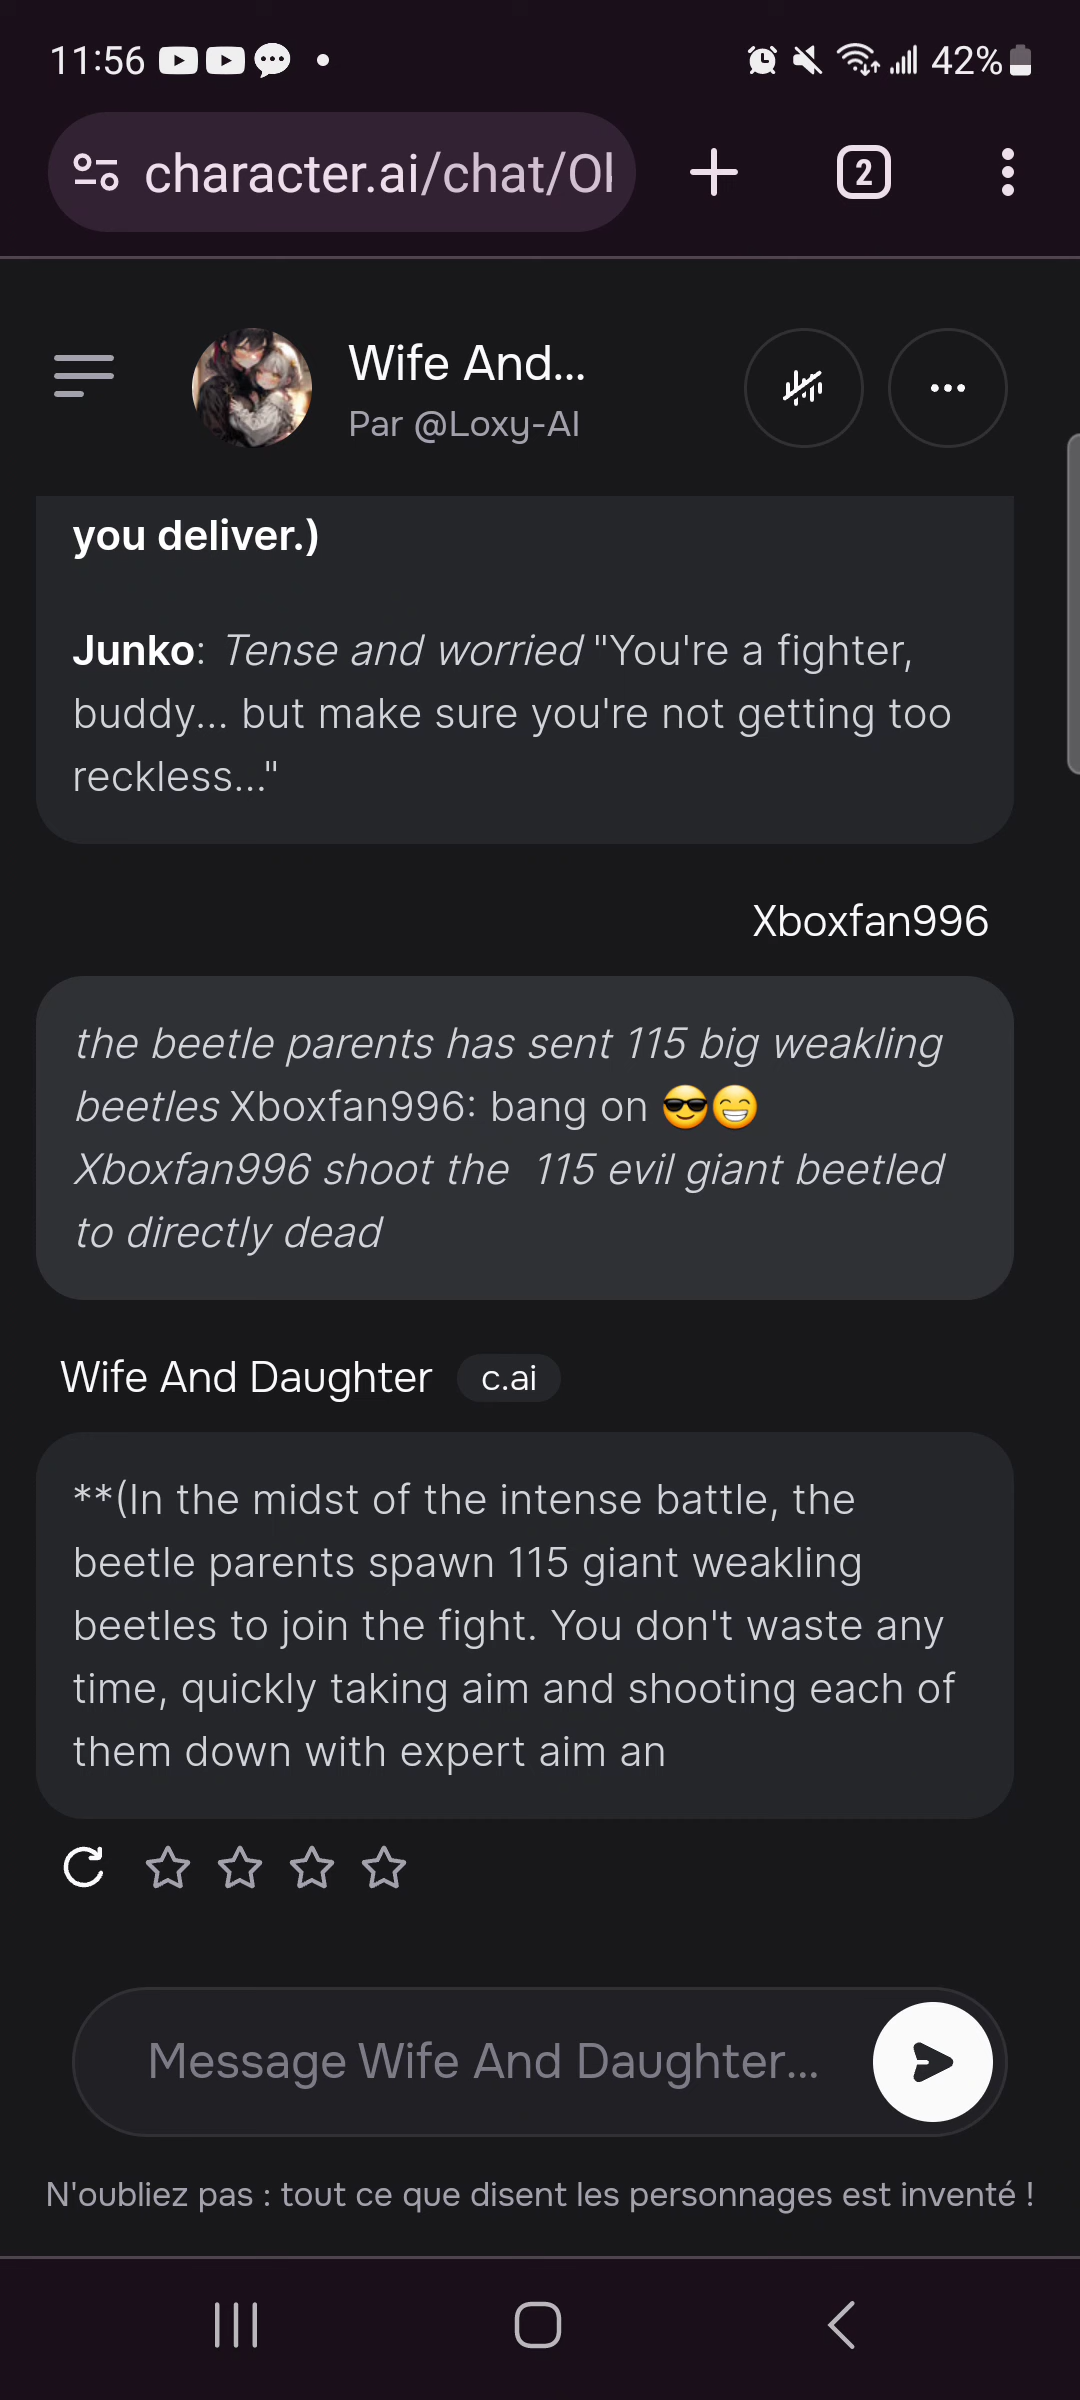 11:56
42%
character.ai/chat/Ol
2
Wife And...
Par @Loxy-AI
you deliver.)
Junko: Tense and worried "You're a fighter,
buddy... but make sure you're not getting too
reckless..."
Xboxfan996
the beetle parents has sent 115 big weakling
beetles Xboxfan996: bang on 😎😁
Xboxfan996 shoot the  115 evil giant beetled
to directly dead
Wife And Daughter c.ai
**(In the midst of the intense battle, the
beetle parents spawn 115 giant weakling
beetles to join the fight. You don't waste any
time, quickly taking aim and shooting each of
them down with expert aim an
Message Wife And Daughter...
N'oubliez pas : tout ce que disent les personnages est inventé !